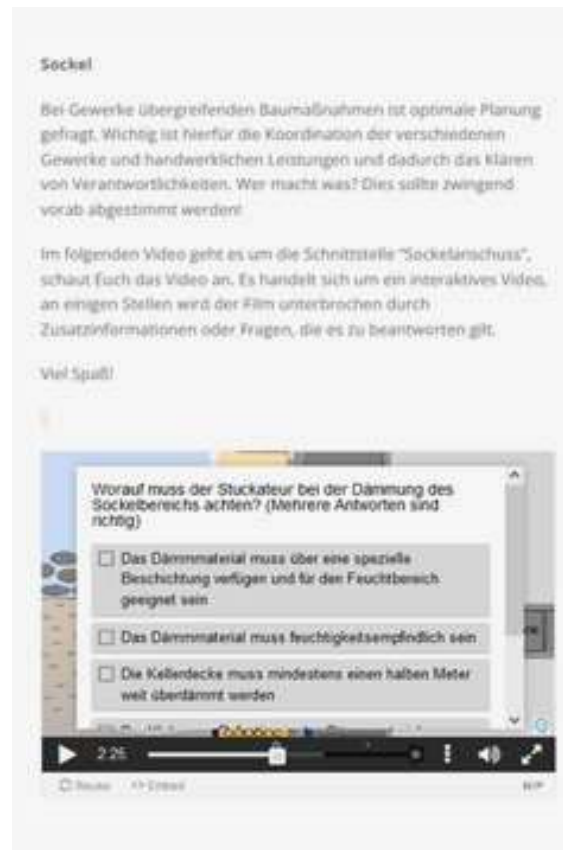 Sockel
Bei Gewerke übergreifenden Baumaßnahmen ist optimale Planung
gefragt. Wichtig ist hierfür die Koordination der verschiedenen
Gewerke und handwerklichen Leistungen und dadurch das Klären
von Verantwortlichkeiten. Wer macht was? Dies sollte zwingend
vorab abgestimmt werden!
Im folgenden Video geht es um die Schnittstelle "Sockelanschuss",
schaut Euch das Video an. Es handelt sich um ein interaktives Video,
an einigen Stellen wird der Film unterbrochen durch
Zusatzinformationen oder Fragen, die es zu beantworten gilt.
Viel Spaß!
Worauf muss der Stuckateur bei der Dämmung des
Sockelbereichs achten? (Mehrere Antworten sind
richtig)
Das Dämmmaterial muss über eine spezielle
Beschichtung verfügen und für den Feuchtbereich
geeignet sein
Das Dämmmaterial muss feuchtigkeitsempfindlich sein
Die Kellerdecke muss mindestens einen halben Meter
weit überdämmt werden
2:25
Reuse <> Embed
H5P